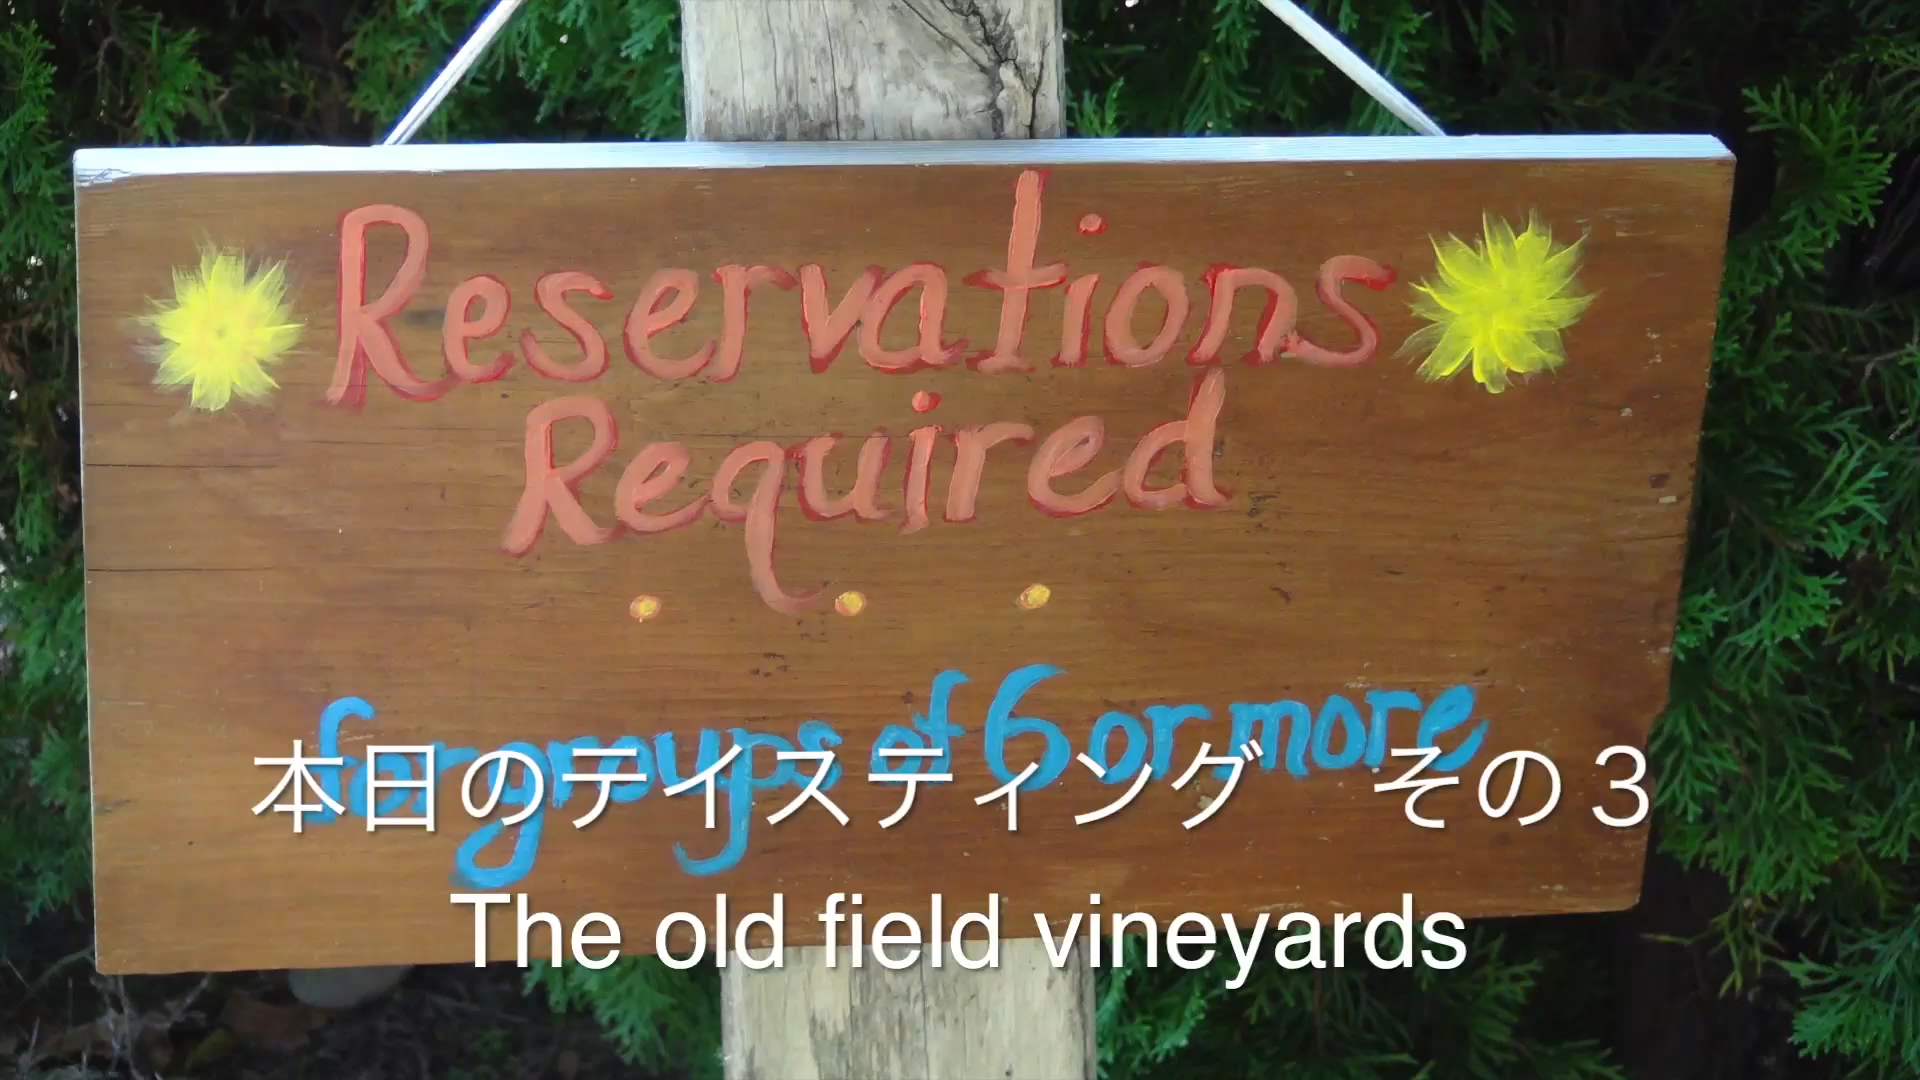 Reservations
Required
for groups of 6 or more
本日のテイスティング　その３
The old field vineyards